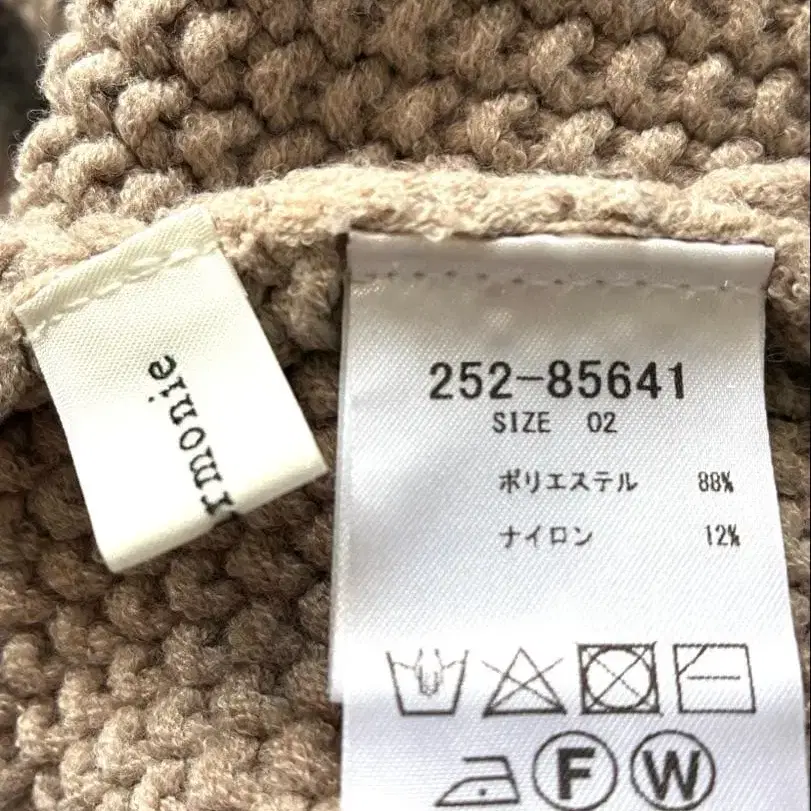 rmonie
252-85641
SIZE 02
ポリエステル 88%
ナイロン 12%
F W